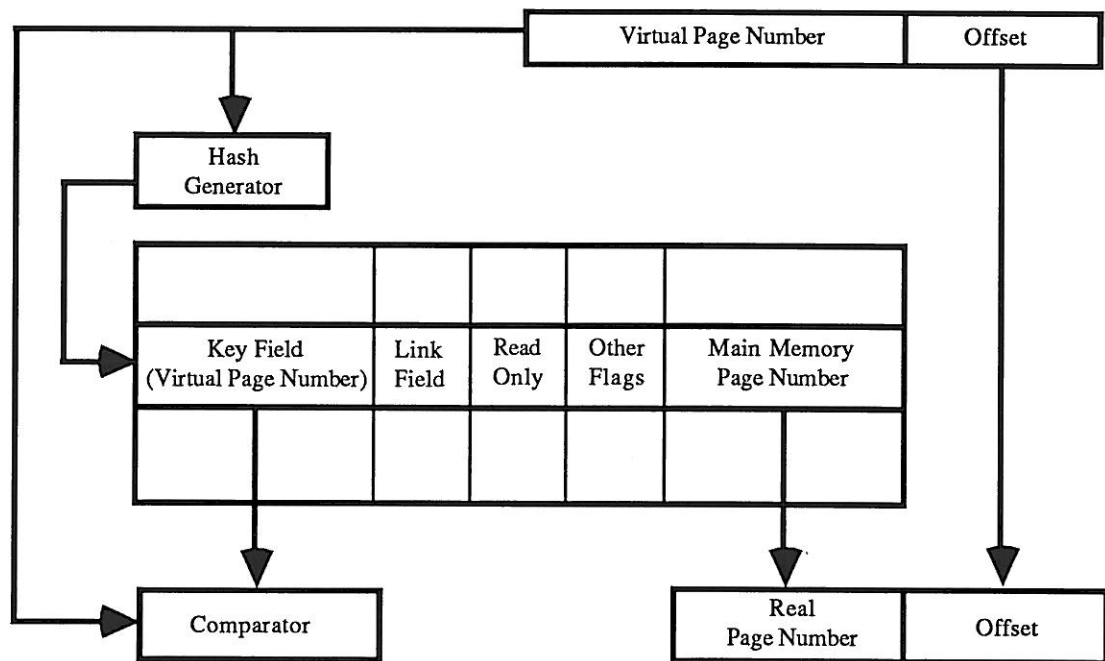 Virtual Page Number
Offset
Hash
Generator
Key Field
(Virtual Page Number)
Link
Field
Read
Only
Other
Flags
Main Memory
Page Number
Comparator
Real
Page Number
Offset